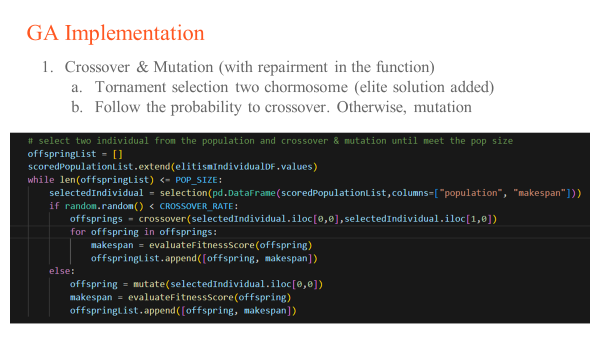 GA Implementation
1. Crossover & Mutation (with repairment in the function)
a. Tornament selection two chormosome (elite solution added)
b. Follow the probability to crossover. Otherwise, mutation
# select two individual from the population and crossover & mutation until meet the pop size
offspringList = []
scoredPopulationList.extend(elitismIndividualDF.values)
while len(offspringList) <= POP_SIZE:
selectedIndividual = selection(pd.DataFrame(scoredPopulationList,columns=["population", "makespan"]))
if random.random() < CROSSOVER_RATE:
offsprings = crossover(selectedIndividual.iloc[0,0],selectedIndividual.iloc[1,0])
for offspring in offsprings:
makespan = evaluateFitnessScore(offspring)
offspringList.append([offspring, makespan])
else:
offspring = mutate(selectedIndividual.iloc[0,0])
makespan = evaluateFitnessScore(offspring)
offspringList.append([offspring, makespan])